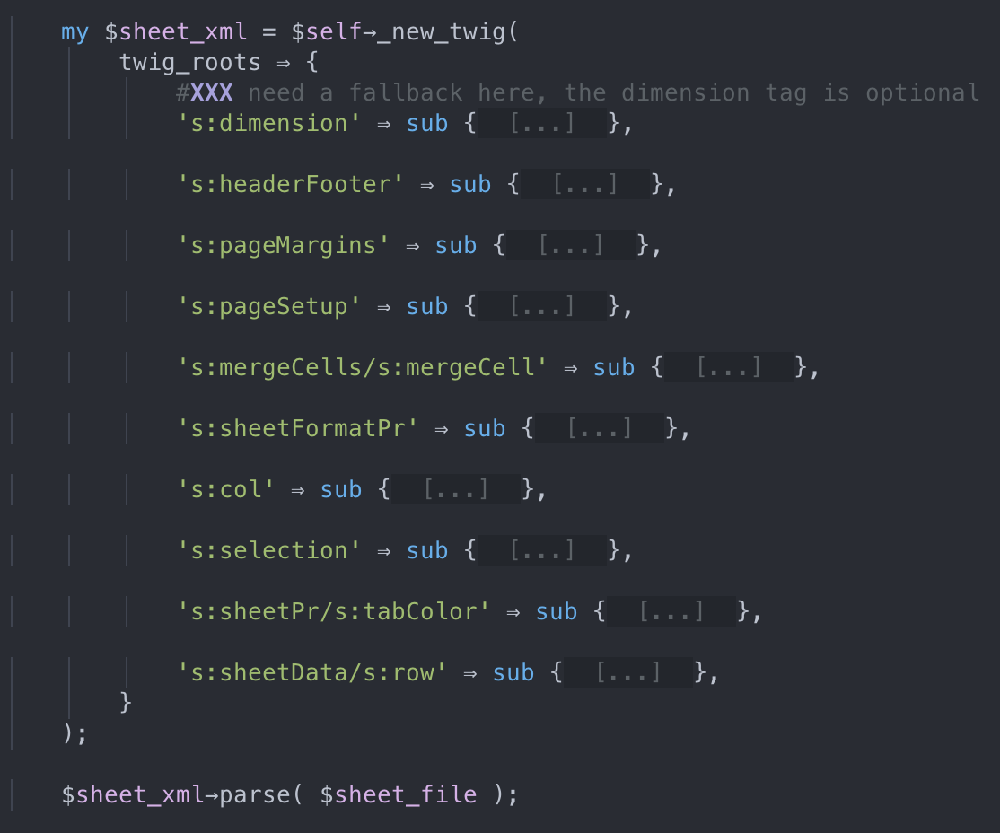 my $sheet_xml = $self→_new_twig(
twig_roots ⇒ {
#XXX need a fallback here, the dimension tag is optional
's:dimension' ⇒ sub { [...] },
's:headerFooter' ⇒ sub { [...] },
's:pageMargins' ⇒ sub { [...] },
's:pageSetup' ⇒ sub { [...] },
's:mergeCells/s:mergeCell' ⇒ sub { [...] },
's:sheetFormatPr' ⇒ sub { [...] },
's:col' ⇒ sub { [...] },
's:selection' ⇒ sub { [...] },
's:sheetPr/s:tabColor' ⇒ sub { [...] },
's:sheetData/s:row' ⇒ sub { [...] },
}
);
$sheet_xml→parse( $sheet_file );